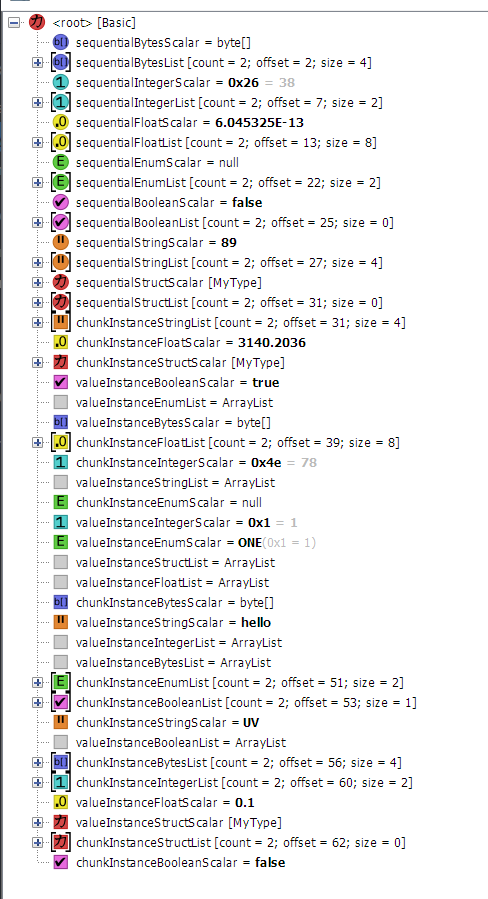 <root> [Basic]
sequentialBytesScalar = byte[]
sequentialBytesList [count = 2; offset = 2; size = 4]
sequentialIntegerScalar = 0x26 = 38
sequentialIntegerList [count = 2; offset = 7; size = 2]
sequentialFloatScalar = 6.045325E-13
sequentialFloatList [count = 2; offset = 13; size = 8]
sequentialEnumScalar = null
sequentialEnumList [count = 2; offset = 22; size = 2]
sequentialBooleanScalar = false
sequentialBooleanList [count = 2; offset = 25; size = 0]
sequentialStringScalar = 89
sequentialStringList [count = 2; offset = 27; size = 4]
sequentialStructScalar [MyType]
sequentialStructList [count = 2; offset = 31; size = 0]
chunkInstanceStringList [count = 2; offset = 31; size = 4]
chunkInstanceFloatScalar = 3140.2036
chunkInstanceStructScalar [MyType]
valueInstanceBooleanScalar = true
valueInstanceEnumList = ArrayList
valueInstanceBytesScalar = byte[]
chunkInstanceFloatList [count = 2; offset = 39; size = 8]
chunkInstanceIntegerScalar = 0x4e = 78
valueInstanceStringList = ArrayList
chunkInstanceEnumScalar = null
valueInstanceIntegerScalar = 0x1 = 1
valueInstanceEnumScalar = ONE(0x1 = 1)
valueInstanceStructList = ArrayList
valueInstanceFloatList = ArrayList
chunkInstanceBytesScalar = byte[]
valueInstanceStringScalar = hello
valueInstanceIntegerList = ArrayList
valueInstanceBytesList = ArrayList
chunkInstanceEnumList [count = 2; offset = 51; size = 2]
chunkInstanceBooleanList [count = 2; offset = 53; size = 1]
chunkInstanceStringScalar = UV
valueInstanceBooleanList = ArrayList
chunkInstanceBytesList [count = 2; offset = 56; size = 4]
chunkInstanceIntegerList [count = 2; offset = 60; size = 2]
valueInstanceFloatScalar = 0.1
valueInstanceStructScalar [MyType]
chunkInstanceStructList [count = 2; offset = 62; size = 0]
chunkInstanceBooleanScalar = false